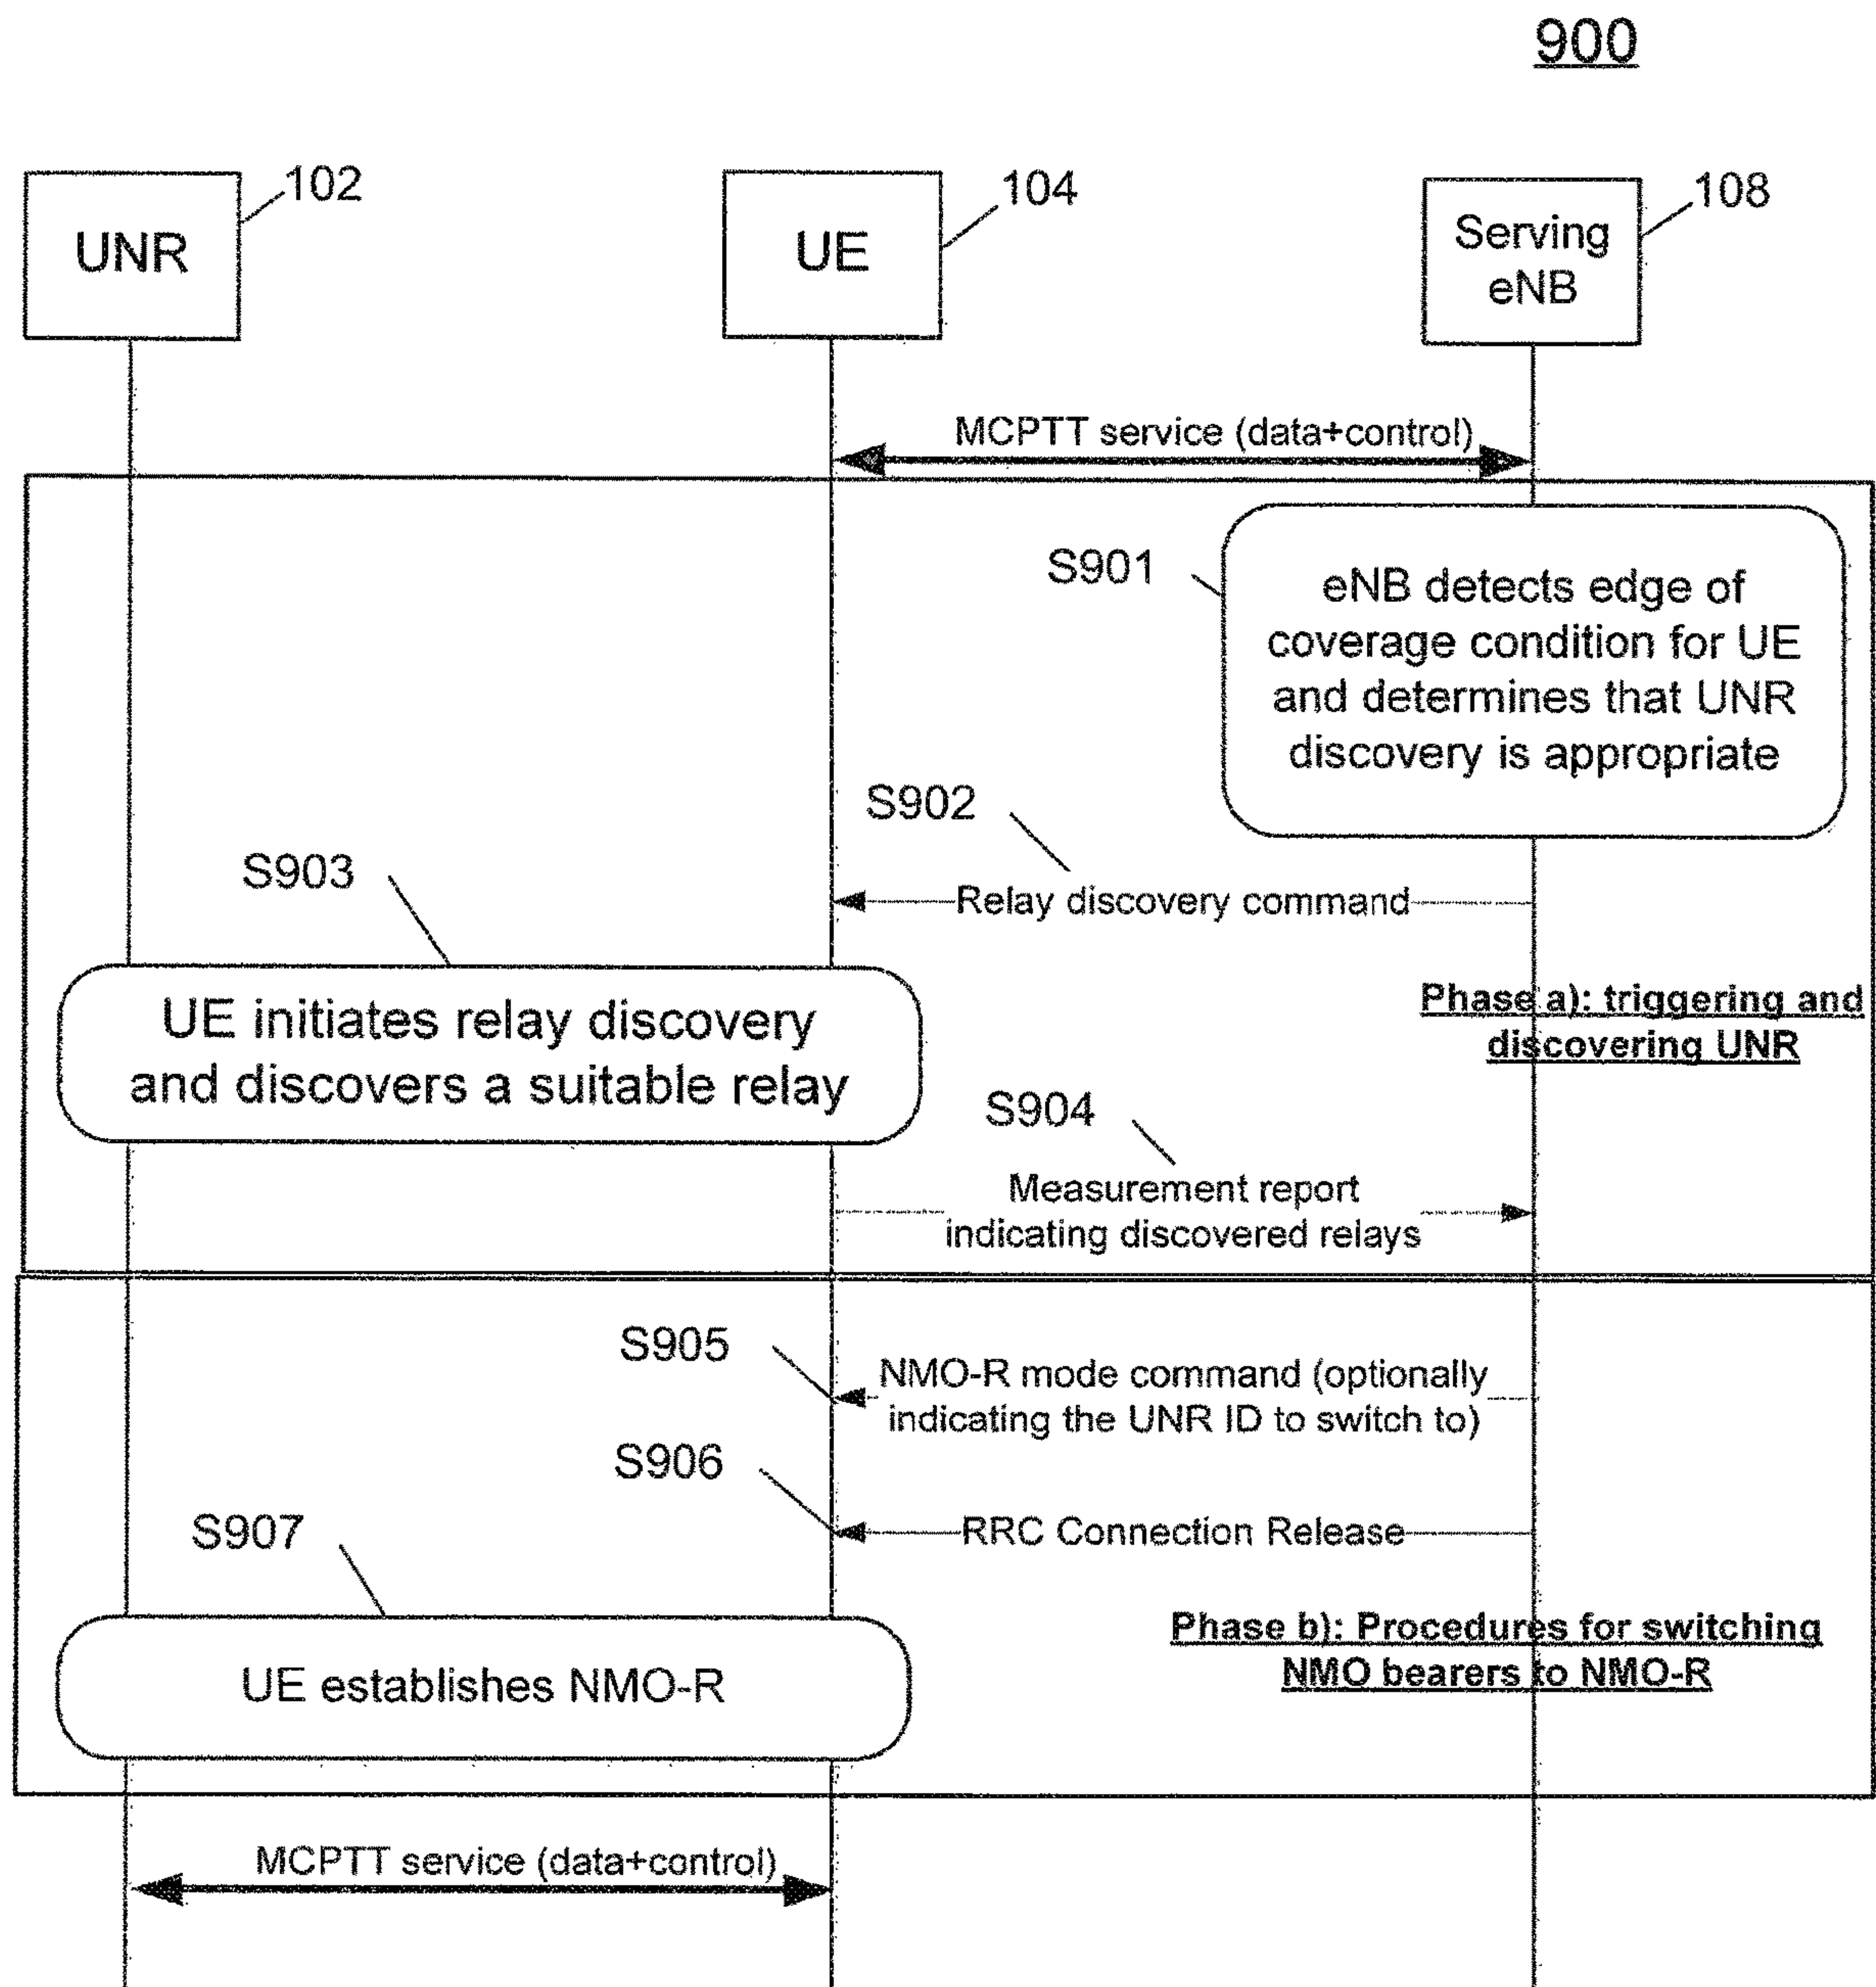 900
102
104
108
UNR
UE
Serving
eNB
MCPTT service (data+control)
S901
eNB detects edge of
coverage condition for UE
and determines that UNR
discovery is appropriate
S902
Relay discovery command
S903
UE initiates relay discovery
and discovers a suitable relay
Phase a): triggering and
discovering UNR
S904
Measurement report
indicating discovered relays
S905
NMO-R mode command (optionally
indicating the UNR ID to switch to)
S906
RRC Connection Release
S907
UE establishes NMO-R
Phase b): Procedures for switching
NMO bearers to NMO-R
MCPTT service (data+control)